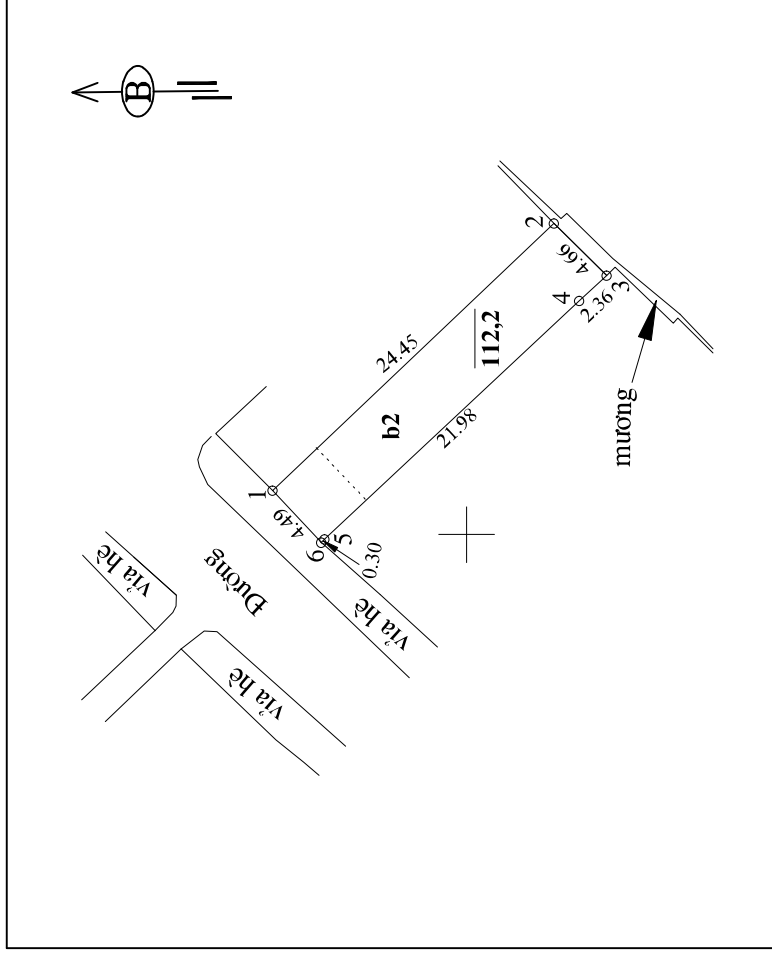 B
vỉa hè
Đường
vỉa hè
vỉa hè
1
2
3
4
5
6
24.45
4.66
2.36
21.98
0.30
4.49
b2
112,2
mương